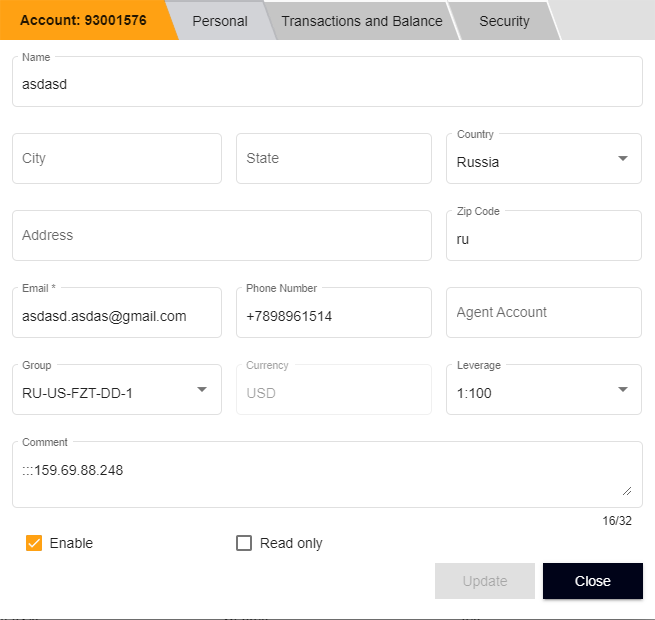 Account: 93001576
Personal
Transactions and Balance
Security
Name
asdasd
City
State
Country
Russia
Address
Zip Code
ru
Email *
asdasd.asdas@gmail.com
Phone Number
+7898961514
Agent Account
Group
RU-US-FZT-DD-1
Currency
USD
Leverage
1:100
Comment
:::159.69.88.248
16/32
Enable
Read only
Update
Close